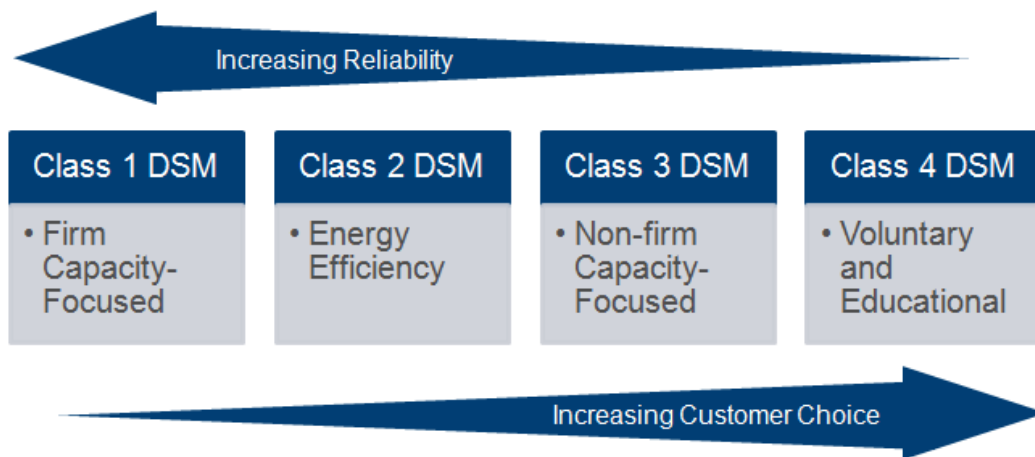 Increasing Reliability
Class 1 DSM
• Firm
Capacity-
Focused
Class 2 DSM
• Energy
Efficiency
Class 3 DSM
• Non-firm
Capacity-
Focused
Class 4 DSM
• Voluntary
and
Educational
Increasing Customer Choice